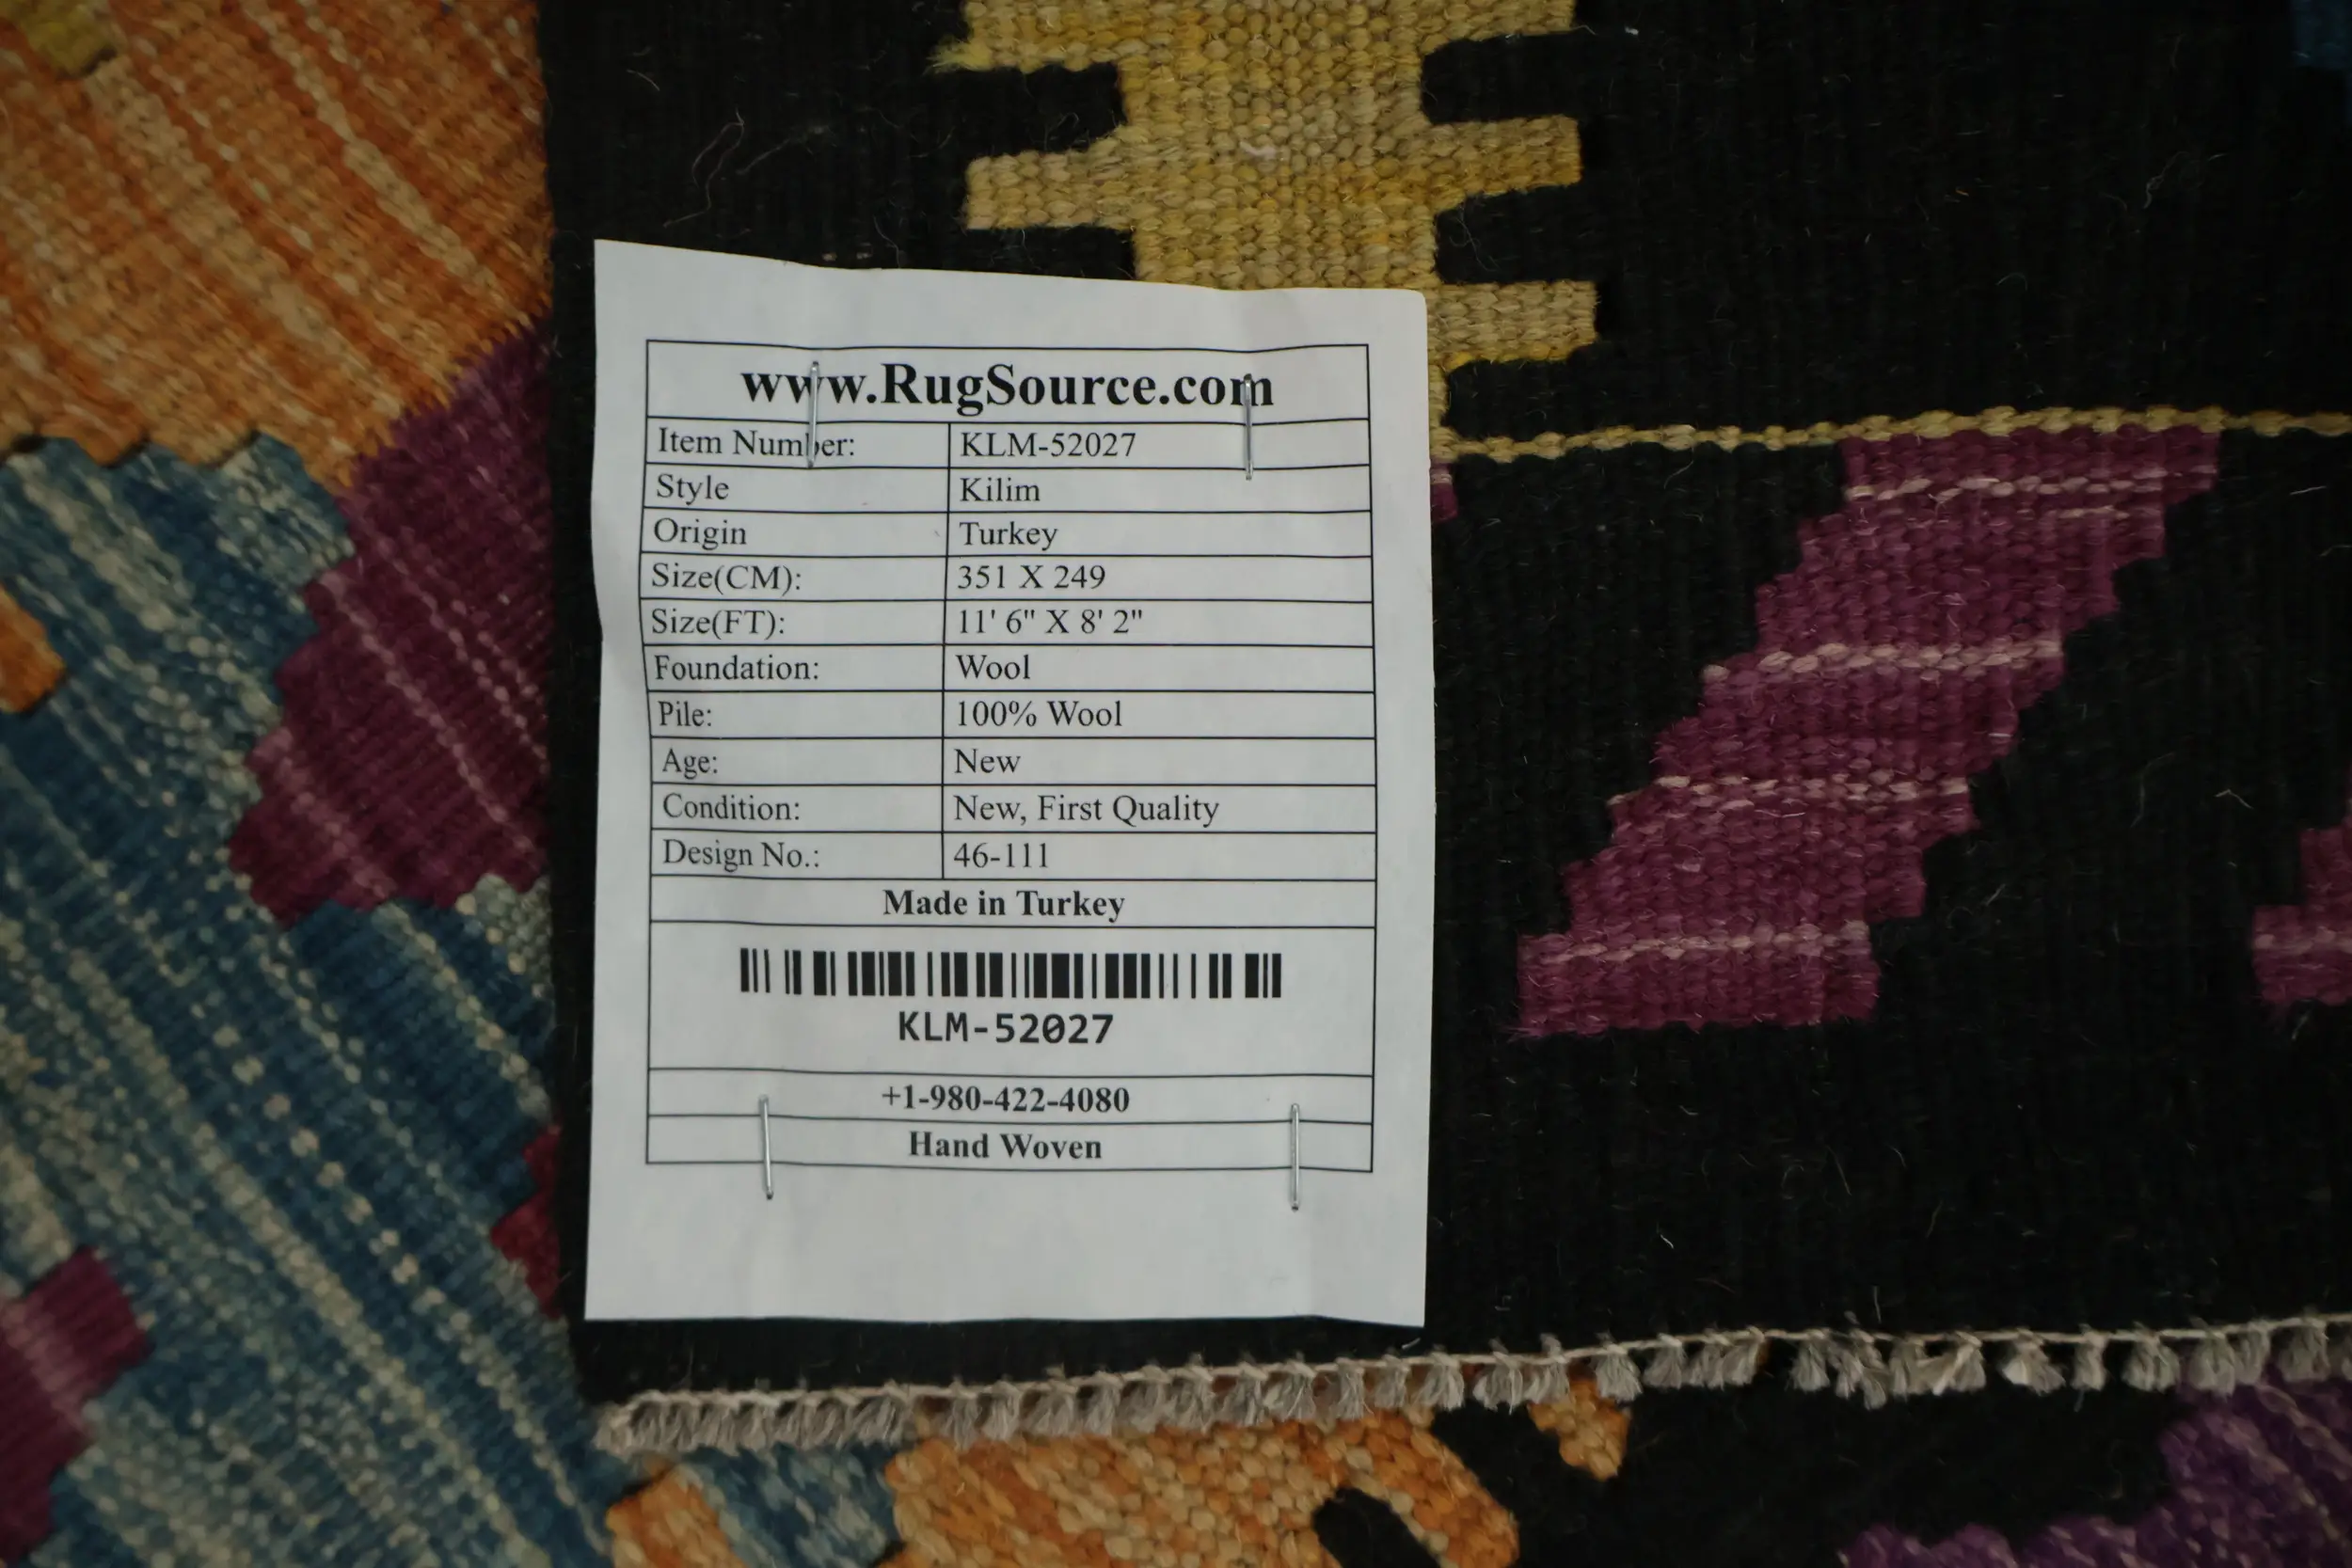 www.RugSource.com
Item Number: KLM-52027
Style Kilim
Origin Turkey
Size(CM): 351 X 249
Size(FT): 11' 6" X 8' 2"
Foundation: Wool
Pile: 100% Wool
Age: New
Condition: New, First Quality
Design No.: 46-111
Made in Turkey
KLM-52027
+1-980-422-4080
Hand Woven